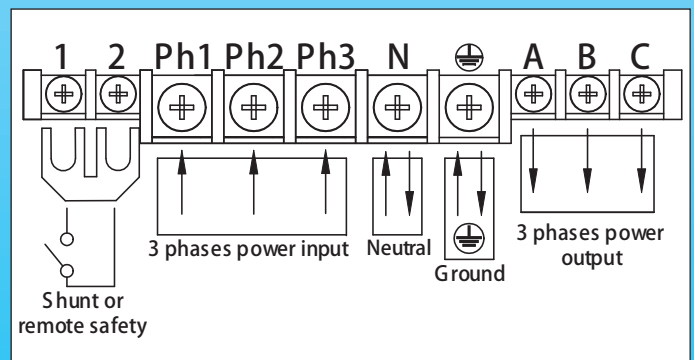 1 2 Ph1 Ph2 Ph3 N A B C
3 phases power input
Neutral
Ground
3 phases power
output
Shunt or
remote safety